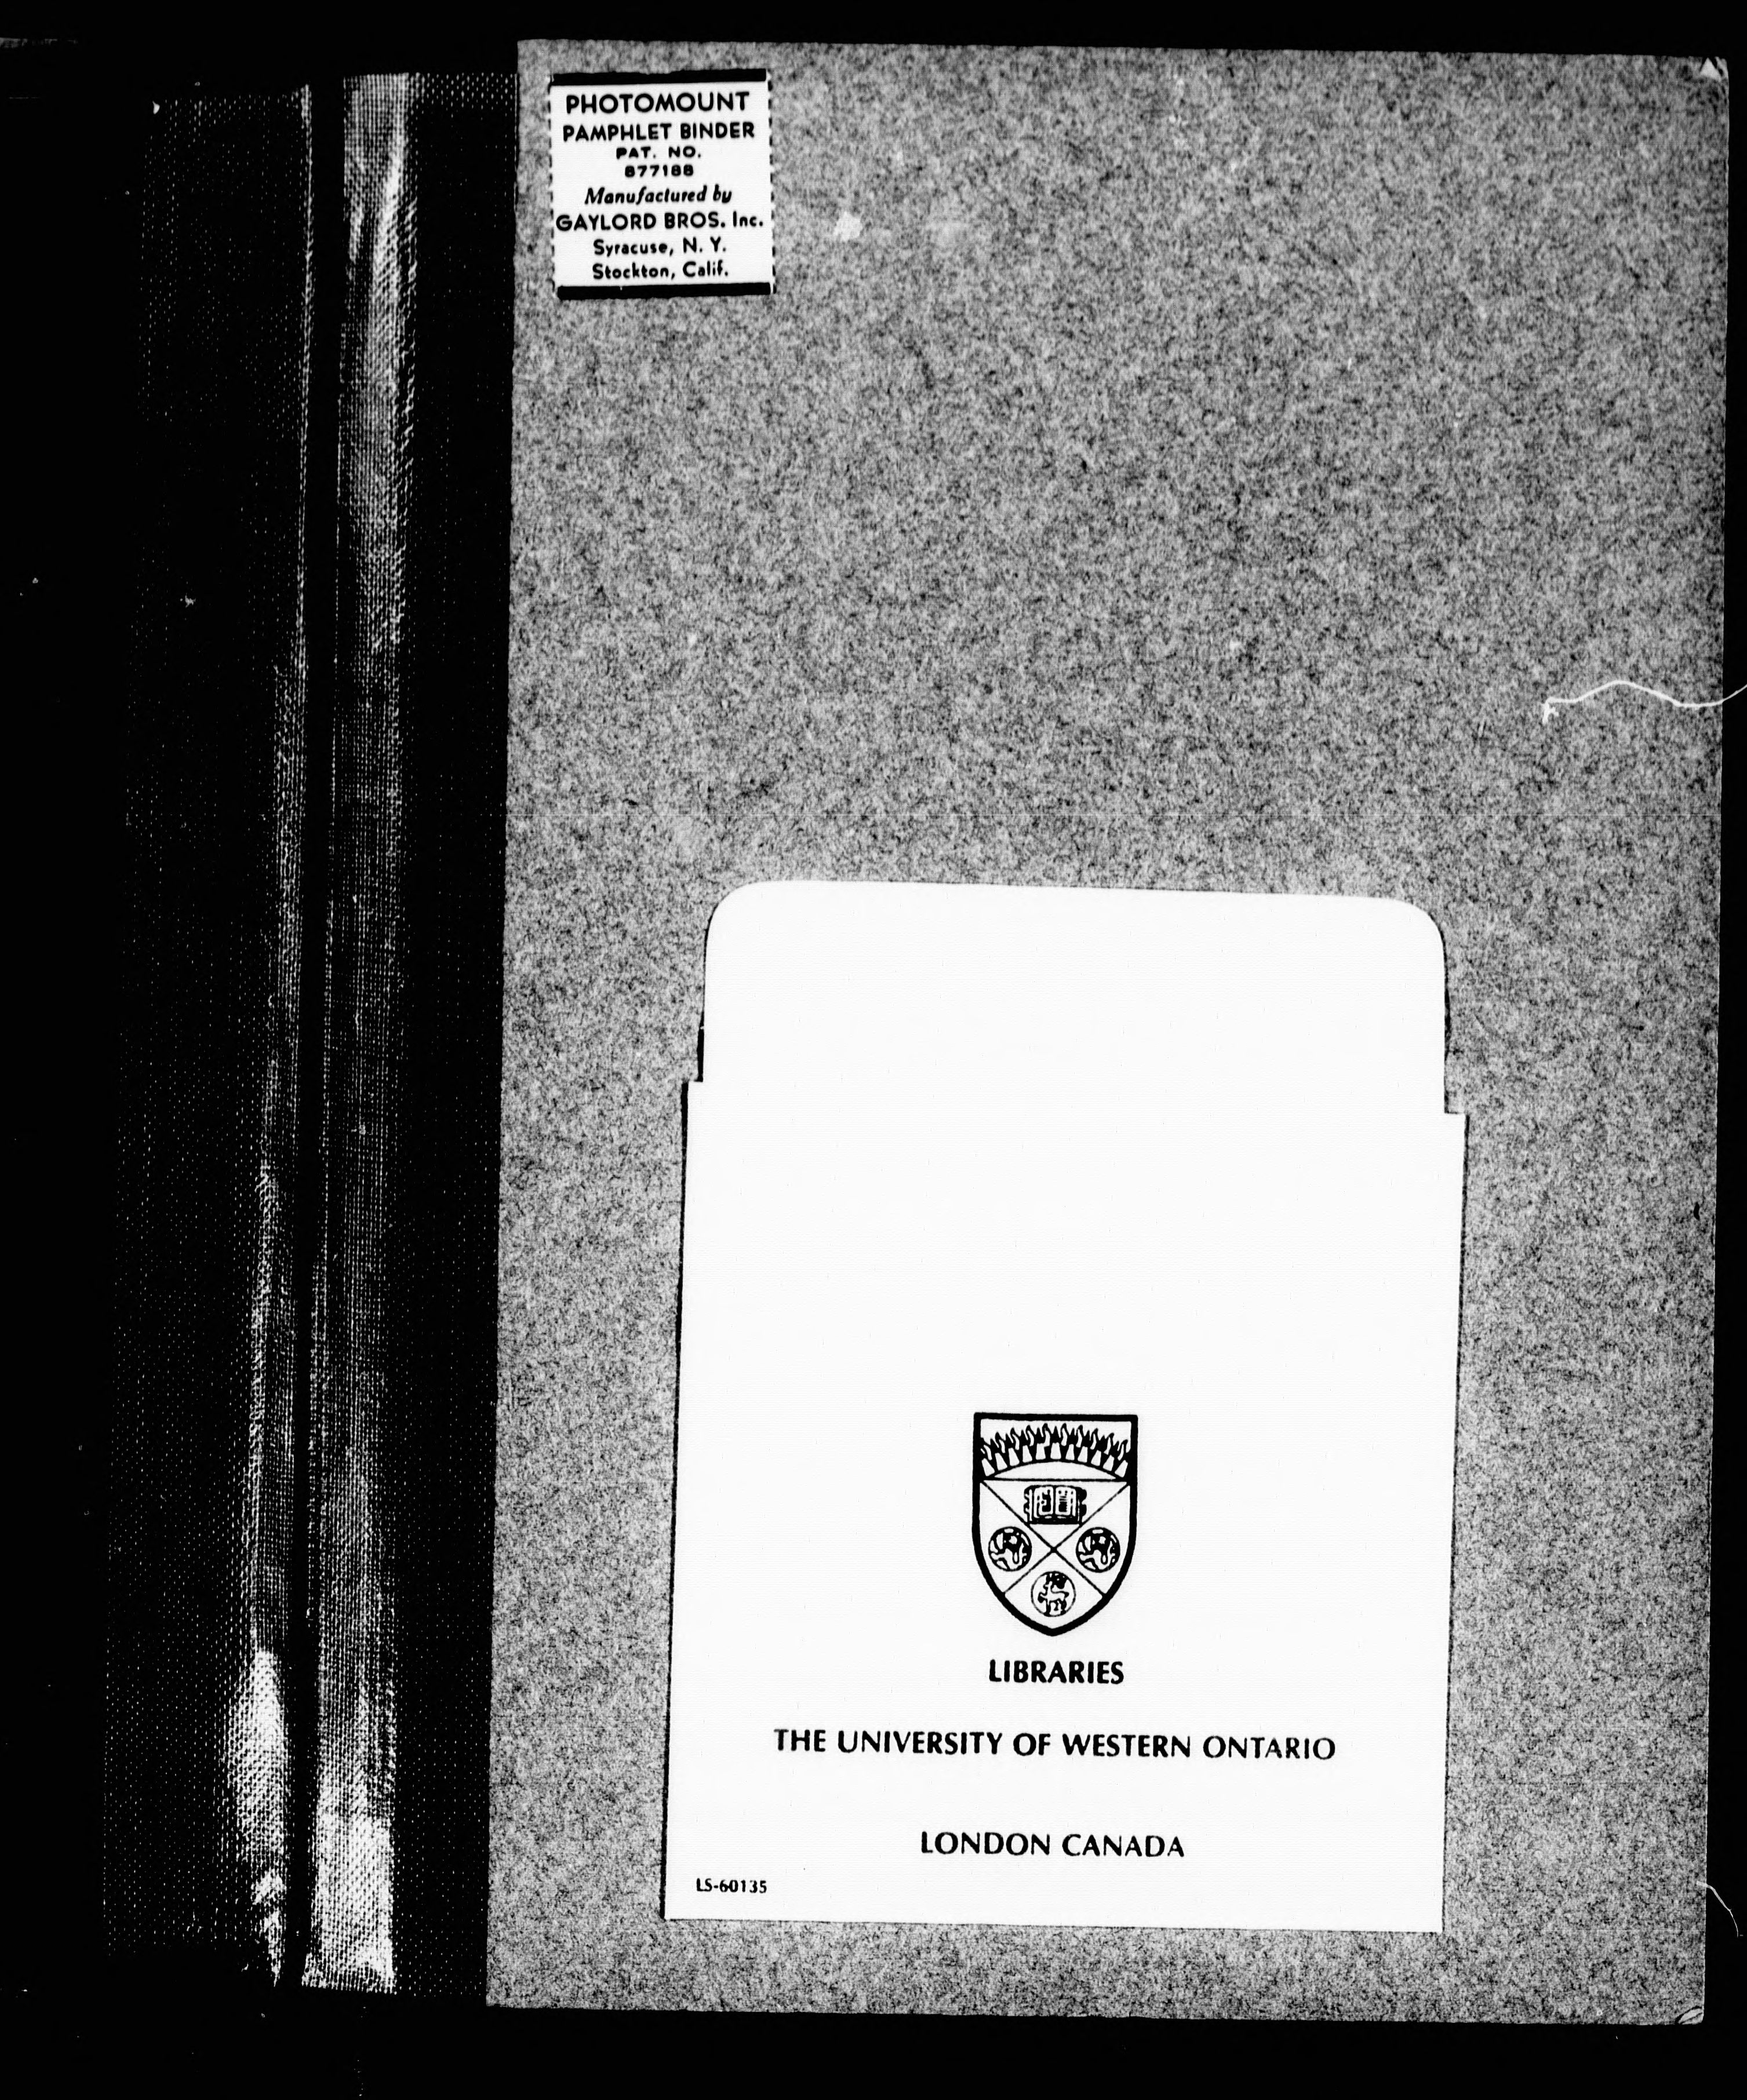 PHOTOMOUNT
PAMPHLET BINDER
PAT. NO.
877188
Manufactured by
GAYLORD BROS. Inc.
Syracuse, N. Y.
Stockton, Calif.
LIBRARIES
THE UNIVERSITY OF WESTERN ONTARIO
LONDON CANADA
LS-60135